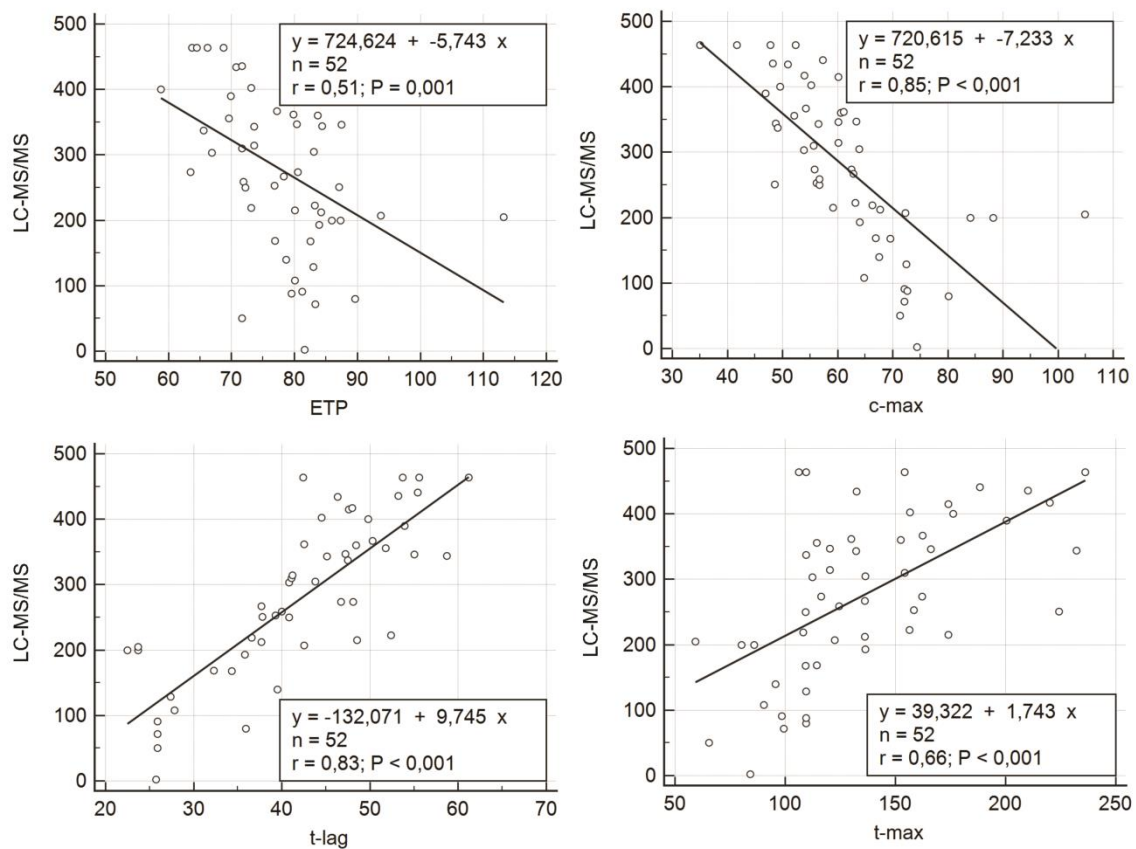 500
400
300
200
100
0
LC-MS/MS
y = 724,624 + -5,743 x
n = 52
r = 0,51; P = 0,001
50 60 70 80 90 100 110 120
ETP
500
400
300
200
100
0
LC-MS/MS
y = 720,615 + -7,233 x
n = 52
r = 0,85; P < 0,001
30 40 50 60 70 80 90 100 110
c-max
500
400
300
200
100
0
LC-MS/MS
y = -132,071 + 9,745 x
n = 52
r = 0,83; P < 0,001
20 30 40 50 60 70
t-lag
500
400
300
200
100
0
LC-MS/MS
y = 39,322 + 1,743 x
n = 52
r = 0,66; P < 0,001
50 100 150 200 250
t-max